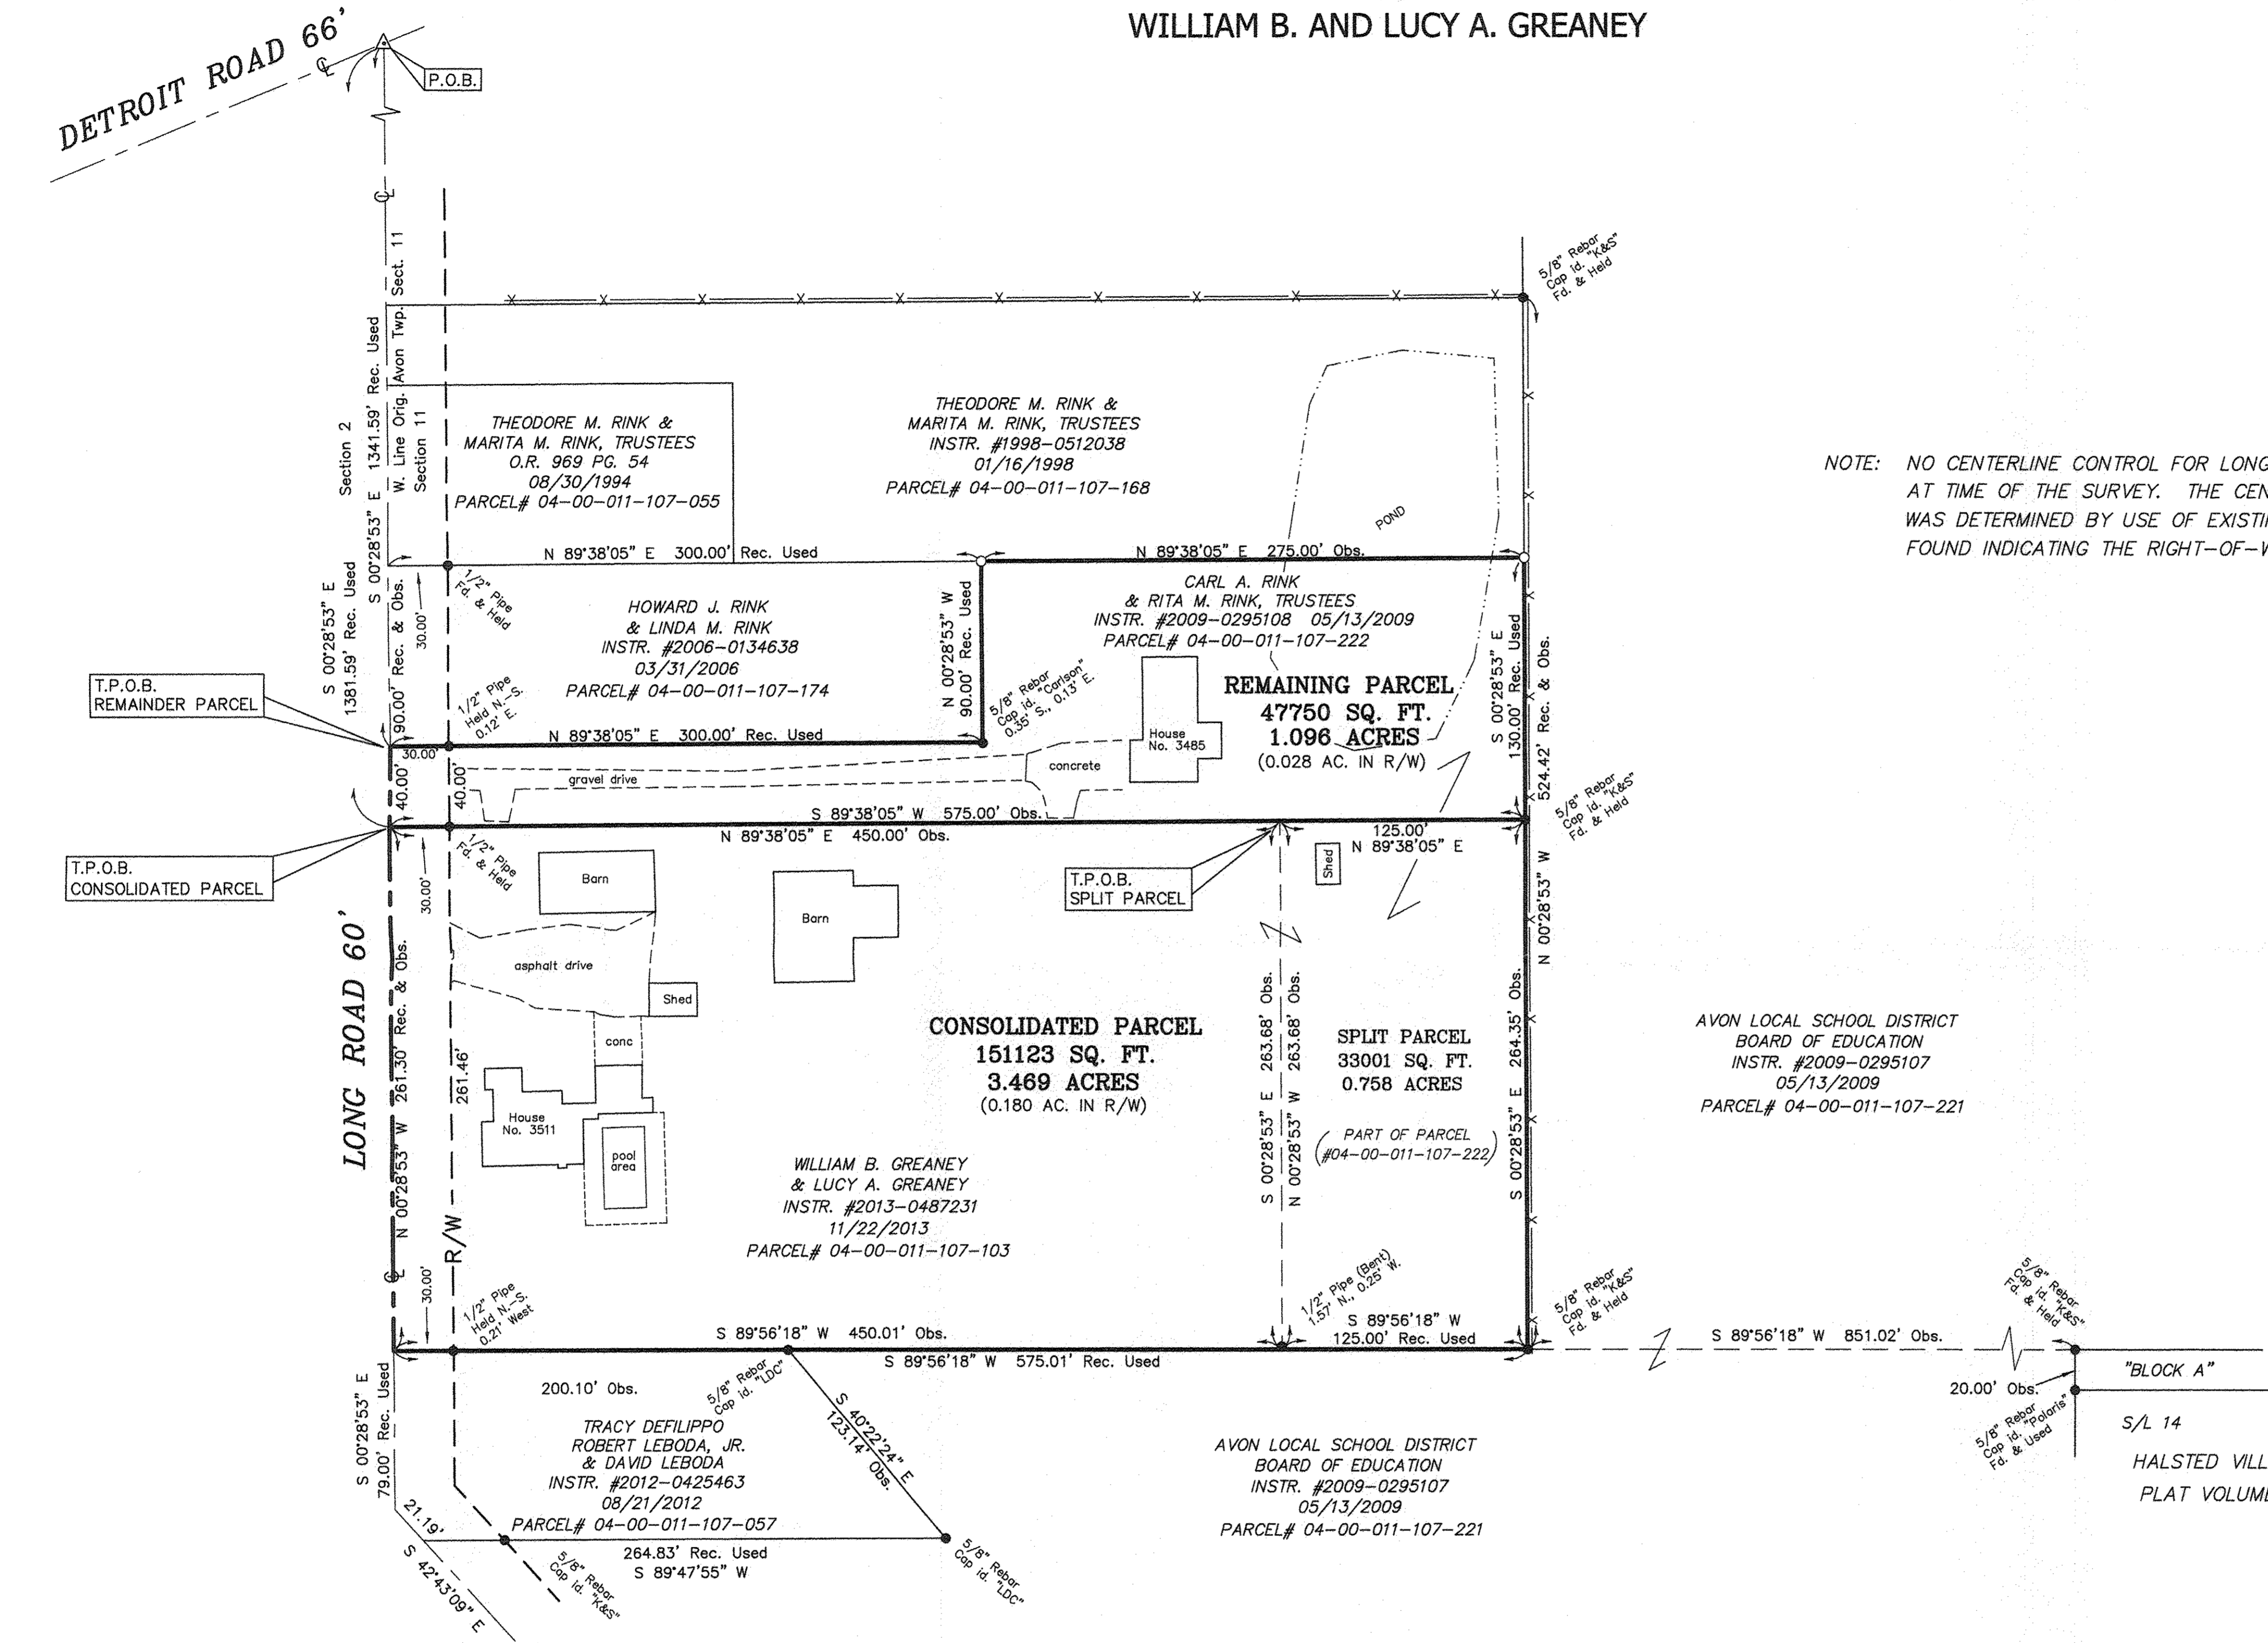 WILLIAM B. AND LUCY A. GREANEY
DETROIT ROAD 66'
P.O.B.
5/8" Rebar
Cap id. "K&S"
Fd. & Held
Section 2
S 00°28'53" E 1341.59' Rec. Used
W. Line Orig. Avon Twp. Sect. 11
Section 11
THEODORE M. RINK &
MARITA M. RINK, TRUSTEES
O.R. 969 PG. 54
08/30/1994
PARCEL# 04-00-011-107-055
THEODORE M. RINK &
MARITA M. RINK, TRUSTEES
INSTR. #1998-0512038
01/16/1998
PARCEL# 04-00-011-107-168
POND
NOTE: NO CENTERLINE CONTROL FOR LONG
AT TIME OF THE SURVEY. THE CEN
WAS DETERMINED BY USE OF EXISTI
FOUND INDICATING THE RIGHT-OF-W
N 89°38'05" E 300.00' Rec. Used
N 89°38'05" E 275.00' Obs.
S 00°28'53" E
1381.59' Rec. Used
90.00' Rec. & Obs.
30.00'
1/2" Pipe
Fd. & Held
HOWARD J. RINK
& LINDA M. RINK
INSTR. #2006-0134638
03/31/2006
PARCEL# 04-00-011-107-174
N 00°28'53" W
90.00' Rec. Used
CARL A. RINK
& RITA M. RINK, TRUSTEES
INSTR. #2009-0295108 05/13/2009
PARCEL# 04-00-011-107-222
REMAINING PARCEL
47750 SQ. FT.
1.096 ACRES
(0.028 AC. IN R/W)
S 00°28'53" E
130.00' Rec. Used
524.42' Rec. & Obs.
T.P.O.B.
REMAINDER PARCEL
1/2" Pipe
Held N.-S.
0.12' E.
5/8" Rebar
Cap id. "Carlson"
0.35' S., 0.13' E.
House
No. 3485
N 89°38'05" E 300.00' Rec. Used
30.00'
40.00'
40.00'
gravel drive
concrete
5/8" Rebar
Cap id. "K&S"
Fd. & Held
S 89°38'05" W 575.00' Obs.
N 89°38'05" E 450.00' Obs.
125.00'
N 89°38'05" E
T.P.O.B.
CONSOLIDATED PARCEL
30.00'
1/2" Pipe
Fd. & Held
Barn
Barn
T.P.O.B.
SPLIT PARCEL
Shed
N 00°28'53" W
LONG ROAD 60'
N 00°28'53" W 261.30' Rec. & Obs.
261.46'
R/W
asphalt drive
Shed
conc
House
No. 3511
pool
area
CONSOLIDATED PARCEL
151123 SQ. FT.
3.469 ACRES
(0.180 AC. IN R/W)
S 00°28'53" E 263.68' Obs.
N 00°28'53" W 263.68' Obs.
SPLIT PARCEL
33001 SQ. FT.
0.758 ACRES
(PART OF PARCEL
#04-00-011-107-222)
S 00°28'53" E 264.35' Obs.
AVON LOCAL SCHOOL DISTRICT
BOARD OF EDUCATION
INSTR. #2009-0295107
05/13/2009
PARCEL# 04-00-011-107-221
WILLIAM B. GREANEY
& LUCY A. GREANEY
INSTR. #2013-0487231
11/22/2013
PARCEL# 04-00-011-107-103
30.00'
1/2" Pipe
Held N.-S.
0.21' West
1/2" Pipe (Bent)
1.57' N., 0.25' W.
5/8" Rebar
Cap id. "K&S"
Fd. & Held
5/8" Rebar
Cap id. "K&S"
Fd. & Held
S 89°56'18" W 450.01' Obs.
S 89°56'18" W
125.00' Rec. Used
S 89°56'18" W 851.02' Obs.
S 89°56'18" W 575.01' Rec. Used
S 00°28'53" E
79.00' Rec. Used
200.10' Obs.
5/8" Rebar
Cap id. "LDC"
S 40°22'24" E
123.14' Obs.
20.00' Obs.
"BLOCK A"
5/8" Rebar
Cap id. "Polaris"
Fd. & Used
S/L 14
HALSTED VILL
PLAT VOLUM
TRACY DEFILIPPO
ROBERT LEBODA, JR.
& DAVID LEBODA
INSTR. #2012-0425463
08/21/2012
PARCEL# 04-00-011-107-057
AVON LOCAL SCHOOL DISTRICT
BOARD OF EDUCATION
INSTR. #2009-0295107
05/13/2009
PARCEL# 04-00-011-107-221
21.19'
S 42°43'09" E
264.83' Rec. Used
S 89°47'55" W
5/8" Rebar
Cap id. "K&S"
5/8" Rebar
Cap id. "LDC"